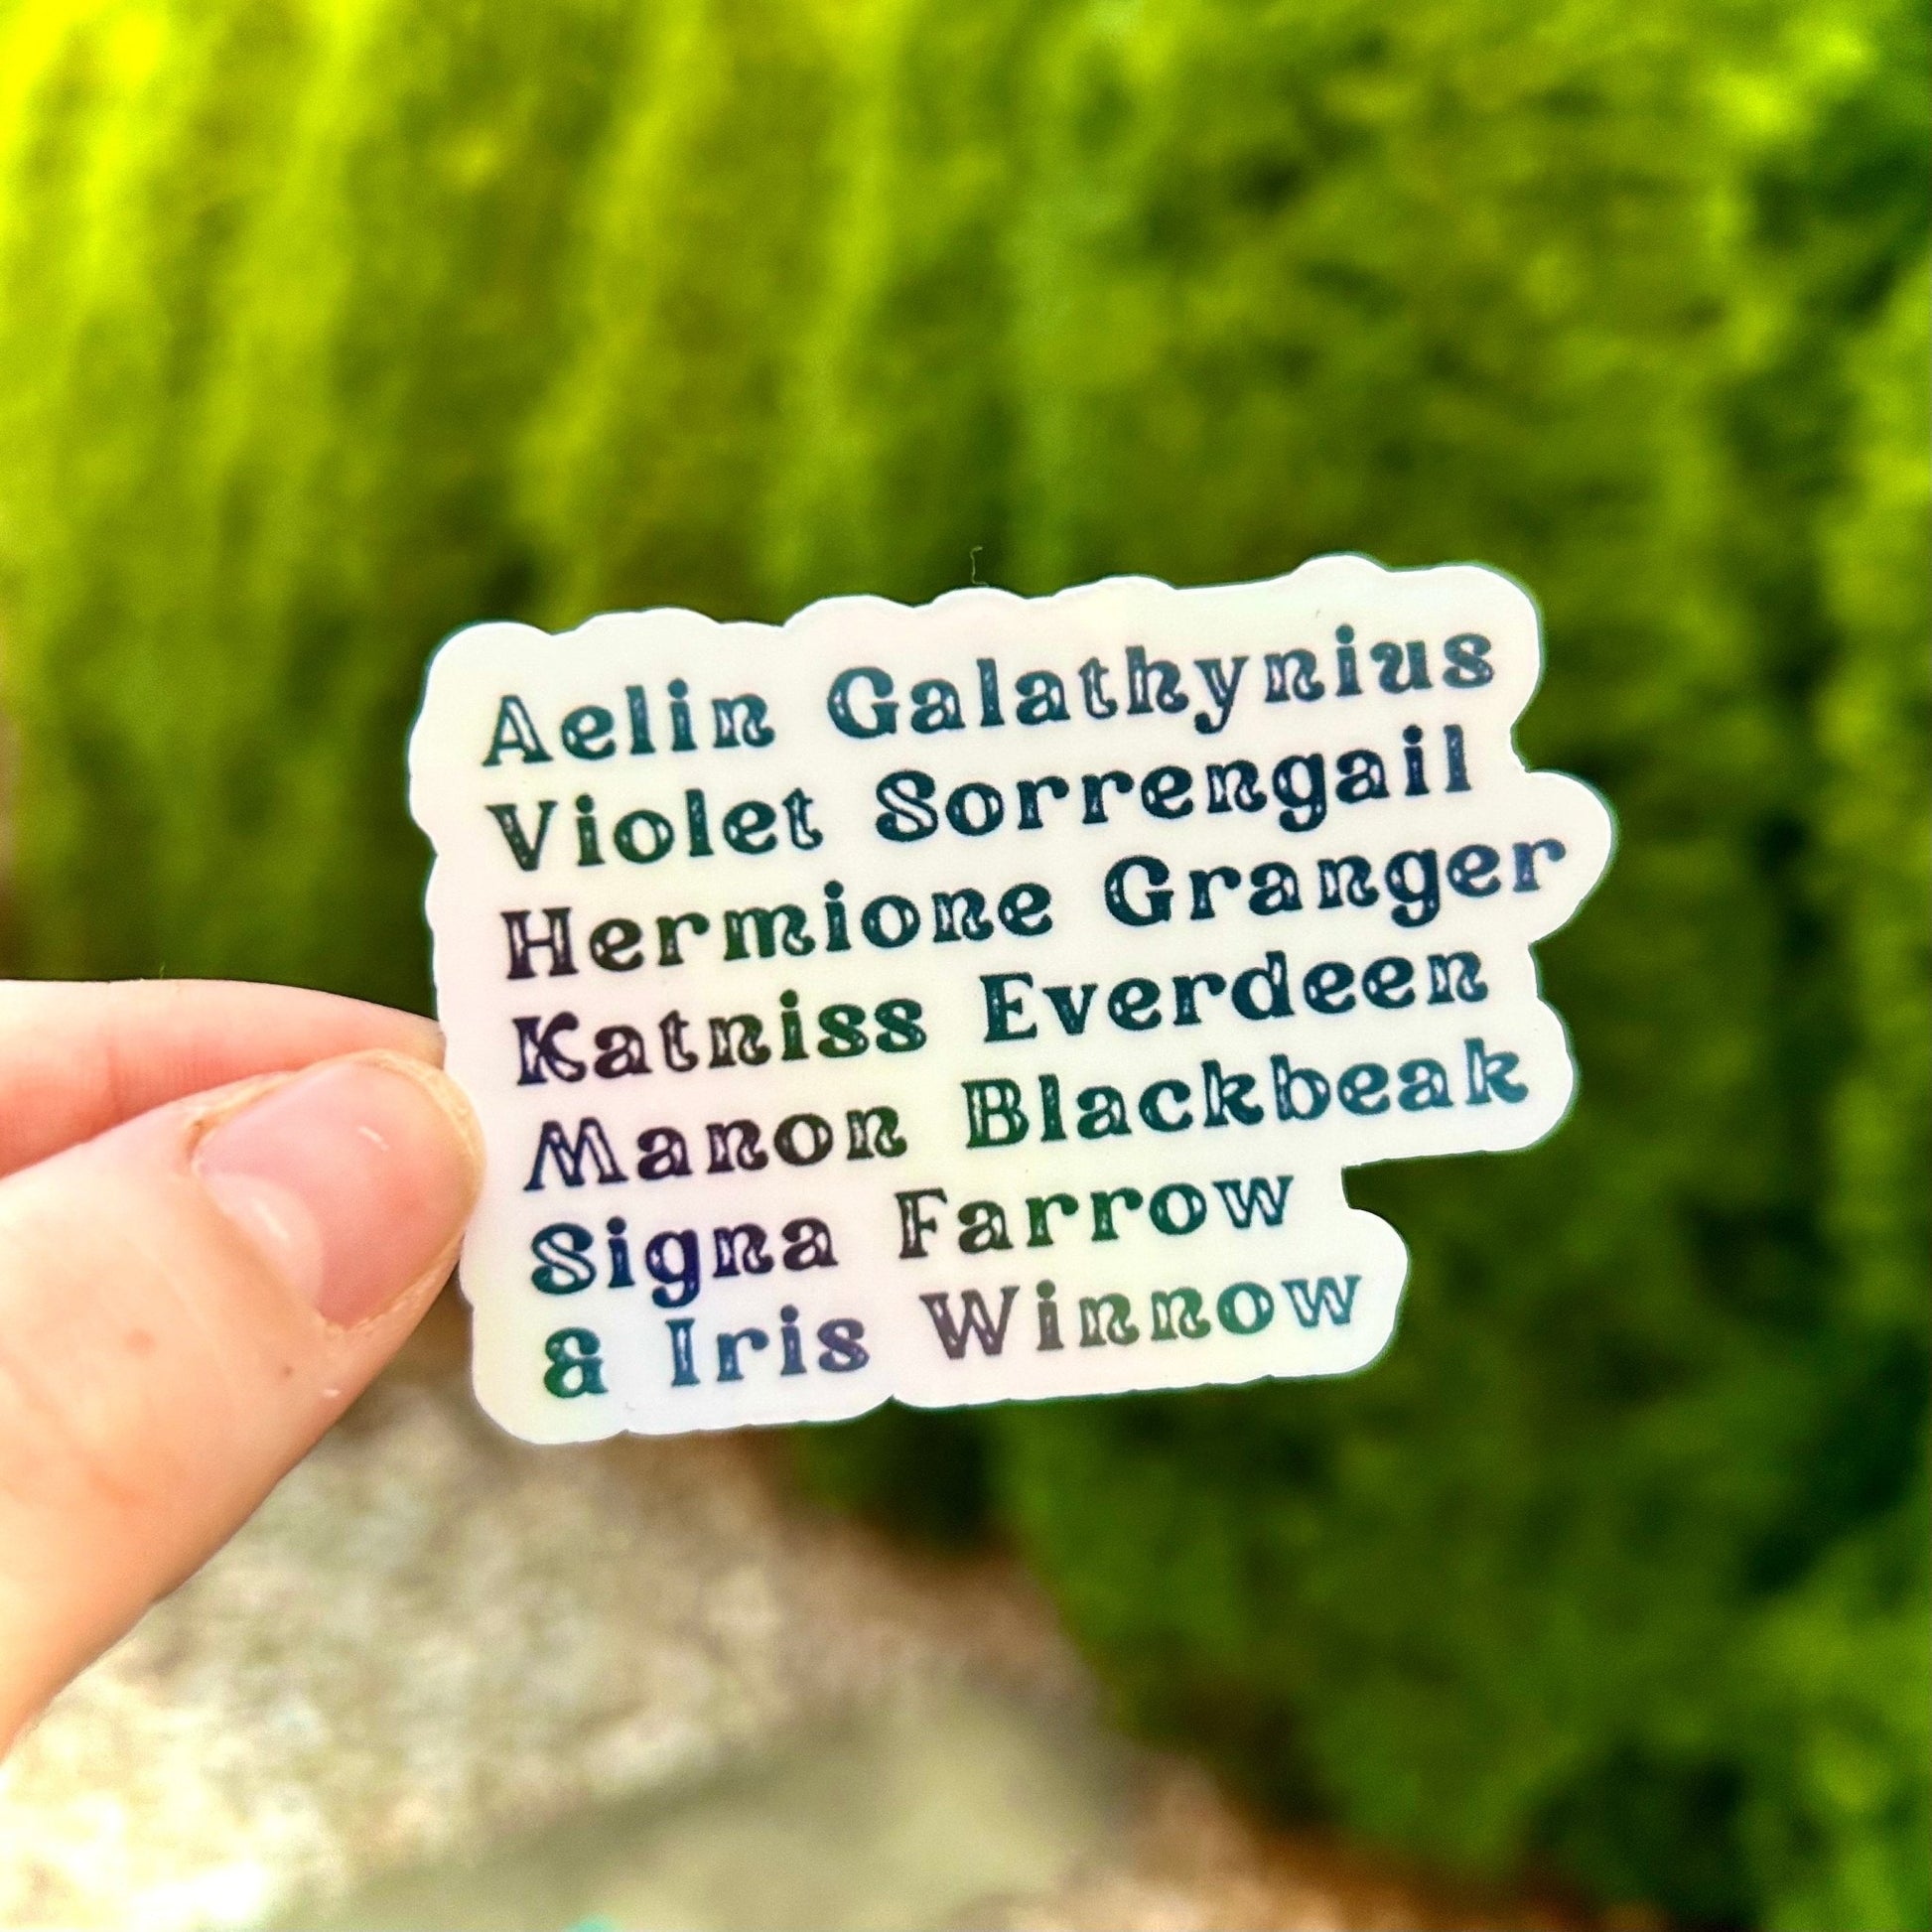 Aelin Galathynius
Violet Sorrengail
Hermione Granger
Katniss Everdeen
Manon Blackbeak
Signa Farrow
& Iris Winnow